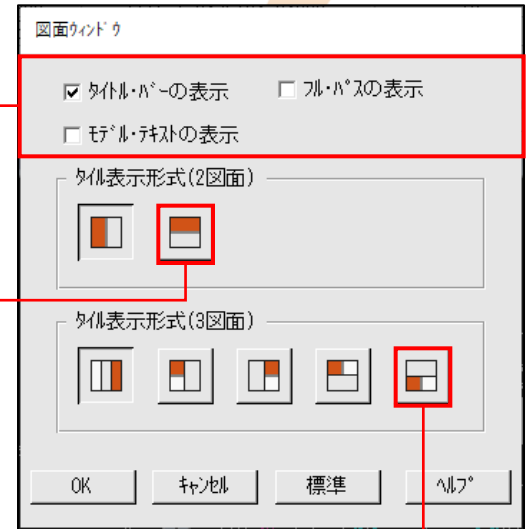 図面ｳｨﾝﾄﾞｳ
ﾀｲﾄﾙ･ﾊﾞｰの表示 ﾌﾙ･ﾊﾟｽの表示
ﾓﾃﾞﾙ･ﾃｷｽﾄの表示
ﾀｲﾙ表示形式(2図面)
ﾀｲﾙ表示形式(3図面)
OK ｷｬﾝｾﾙ 標準 ﾍﾙﾌﾟ